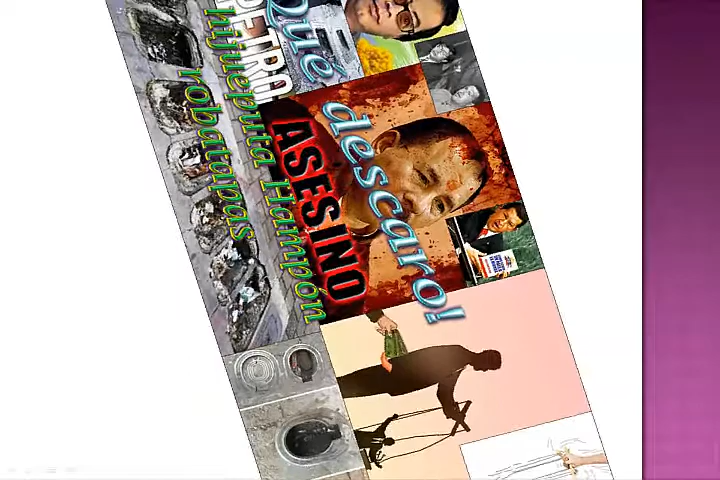 ¡Qué
descaro!
PETRO
ASESINO
hijueputa Hampón
robatapas